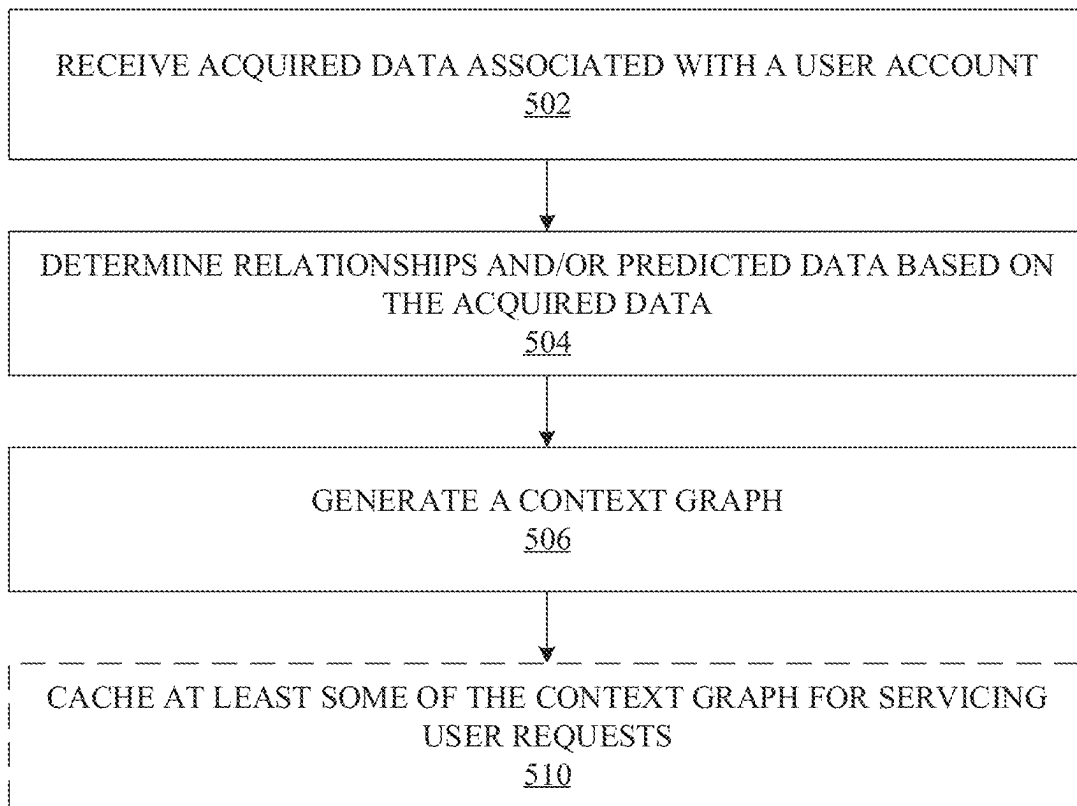 RECEIVE ACQUIRED DATA ASSOCIATED WITH A USER ACCOUNT
502
DETERMINE RELATIONSHIPS AND/OR PREDICTED DATA BASED ON
THE ACQUIRED DATA
504
GENERATE A CONTEXT GRAPH
506
CACHE AT LEAST SOME OF THE CONTEXT GRAPH FOR SERVICING
USER REQUESTS
510